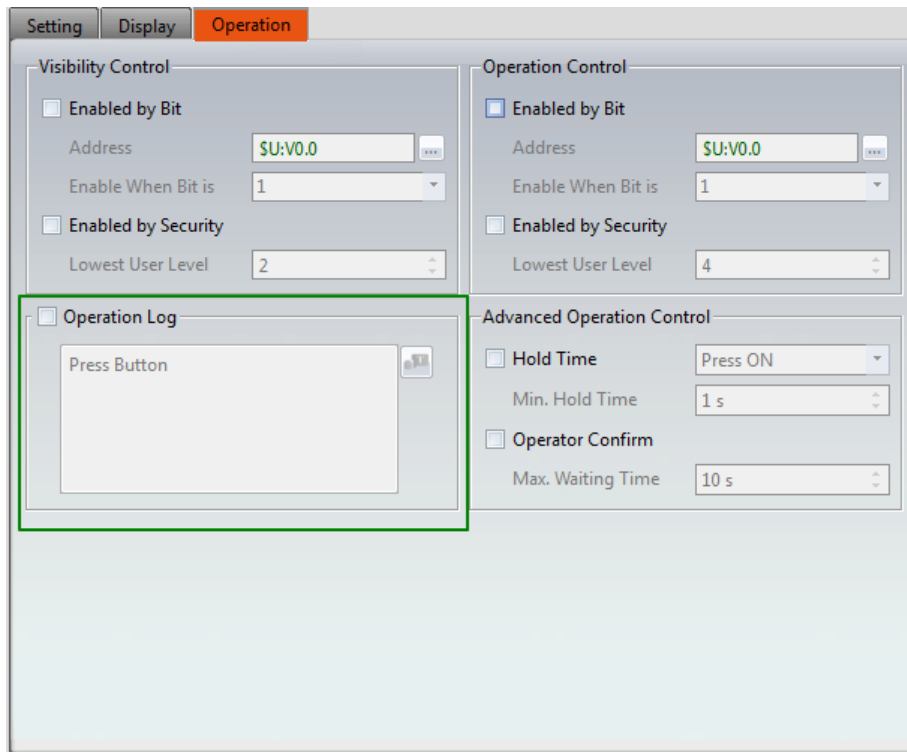 Setting Display Operation
Visibility Control
Enabled by Bit
Address $U:V0.0 ...
Enable When Bit is 1
Enabled by Security
Lowest User Level 2
Operation Control
Enabled by Bit
Address $U:V0.0 ...
Enable When Bit is 1
Enabled by Security
Lowest User Level 4
Operation Log
Press Button
Advanced Operation Control
Hold Time Press ON
Min. Hold Time 1 s
Operator Confirm
Max. Waiting Time 10 s